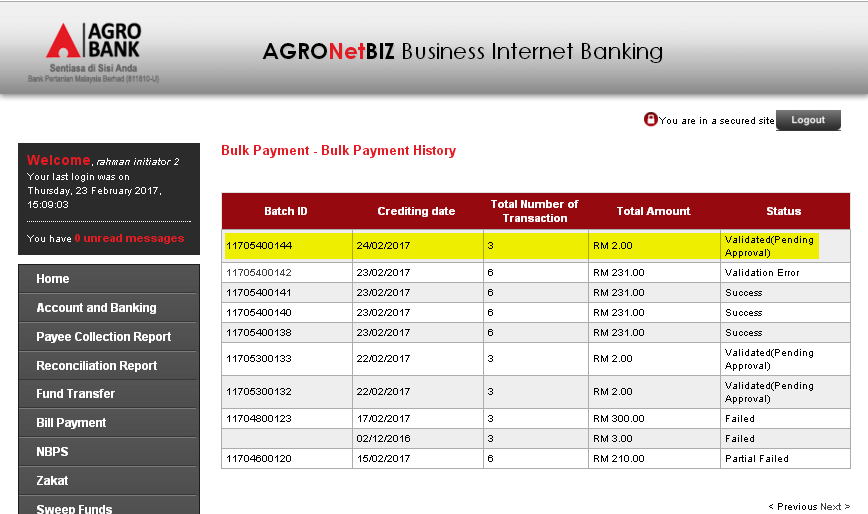 AGRO
BANK
Sentiasa di Sisi Anda
Bank Pertanian Malaysia Berhad (811810-U)
AGRONetBIZ Business Internet Banking
You are in a secured site
Logout
Welcome, rahman initiator 2
Your last login was on
Thursday, 23 February 2017,
15:09:03
You have 0 unread messages
Home
Account and Banking
Payee Collection Report
Reconciliation Report
Fund Transfer
Bill Payment
NBPS
Zakat
Sweep Funds
Bulk Payment - Bulk Payment History
Batch ID Crediting date Total Number of Transaction Total Amount Status
11705400144 24/02/2017 3 RM 2.00 Validated(Pending Approval)
11705400142 23/02/2017 6 RM 231.00 Validation Error
11705400141 23/02/2017 6 RM 231.00 Success
11705400140 23/02/2017 6 RM 231.00 Success
11705400138 23/02/2017 6 RM 231.00 Success
11705300133 22/02/2017 3 RM 2.00 Validated(Pending Approval)
11705300132 22/02/2017 3 RM 2.00 Validated(Pending Approval)
11704800123 17/02/2017 3 RM 300.00 Failed
02/12/2016 3 RM 3.00 Failed
11704600120 15/02/2017 6 RM 210.00 Partial Failed
< Previous Next >